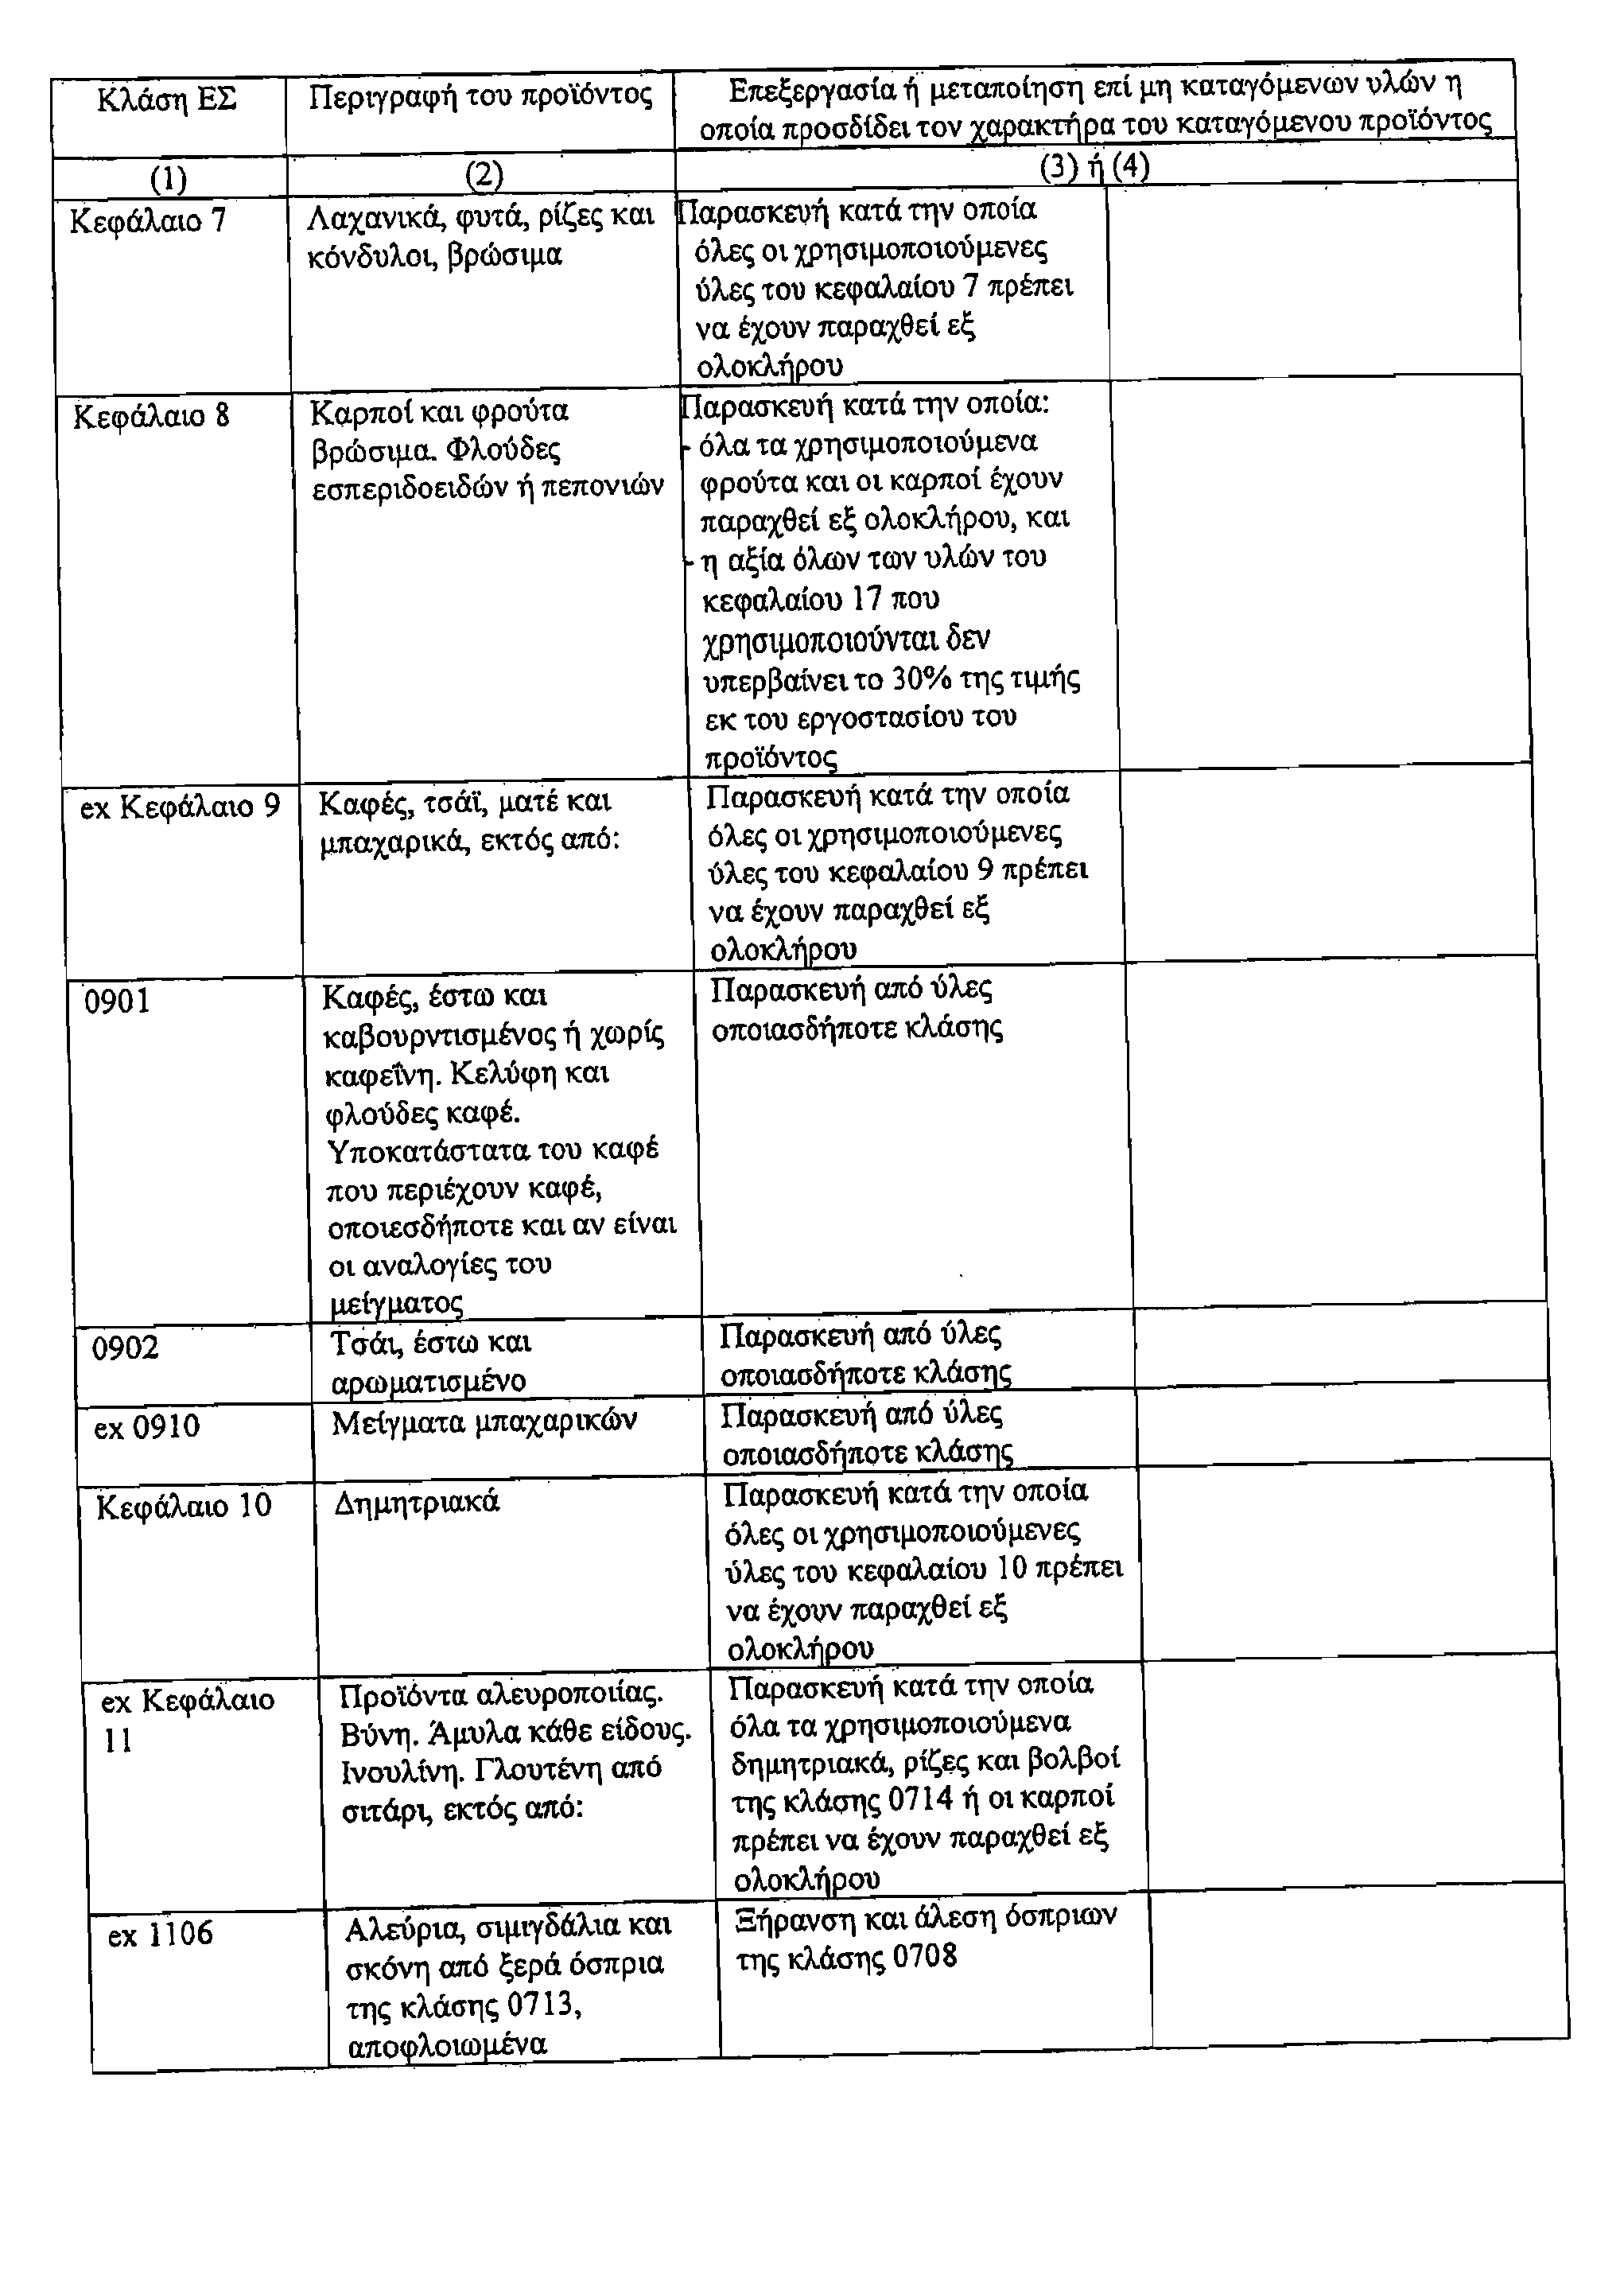 Κλάση ΕΣ
Περιγραφή του προϊόντος
Επεξεργασία ή μεταποίηση επί μη καταγόμενων υλών η
οποία προσδίδει τον χαρακτήρα του καταγόμενου προϊόντος
(1)
(2)
(3) ή (4)
Κεφάλαιο 7
Λαχανικά, φυτά, ρίζες και
κόνδυλοι, βρώσιμα
Παρασκευή κατά την οποία
όλες οι χρησιμοποιούμενες
ύλες του κεφαλαίου 7 πρέπει
να έχουν παραχθεί εξ
ολοκλήρου
Κεφάλαιο 8
Καρποί και φρούτα
βρώσιμα. Φλούδες
εσπεριδοειδών ή πεπονιών
Παρασκευή κατά την οποία:
- όλα τα χρησιμοποιούμενα
φρούτα και οι καρποί έχουν
παραχθεί εξ ολοκλήρου, και
- η αξία όλων των υλών του
κεφαλαίου 17 που
χρησιμοποιούνται δεν
υπερβαίνει το 30% της τιμής
εκ του εργοστασίου του
προϊόντος
ex Κεφάλαιο 9
Καφές, τσάϊ, ματέ και
μπαχαρικά, εκτός από:
Παρασκευή κατά την οποία
όλες οι χρησιμοποιούμενες
ύλες του κεφαλαίου 9 πρέπει
να έχουν παραχθεί εξ
ολοκλήρου
0901
Καφές, έστω και
καβουρντισμένος ή χωρίς
καφεΐνη. Κελύφη και
φλούδες καφέ.
Υποκατάστατα του καφέ
που περιέχουν καφέ,
οποιεσδήποτε και αν είναι
οι αναλογίες του
μείγματος
Παρασκευή από ύλες
οποιασδήποτε κλάσης
0902
Τσάι, έστω και
αρωματισμένο
Παρασκευή από ύλες
οποιασδήποτε κλάσης
ex 0910
Μείγματα μπαχαρικών
Παρασκευή από ύλες
οποιασδήποτε κλάσης
Κεφάλαιο 10
Δημητριακά
Παρασκευή κατά την οποία
όλες οι χρησιμοποιούμενες
ύλες του κεφαλαίου 10 πρέπει
να έχουν παραχθεί εξ
ολοκλήρου
ex Κεφάλαιο
11
Προϊόντα αλευροποιίας.
Βύνη. Άμυλα κάθε είδους.
Ινουλίνη. Γλουτένη από
σιτάρι, εκτός από:
Παρασκευή κατά την οποία
όλα τα χρησιμοποιούμενα
δημητριακά, ρίζες και βολβοί
της κλάσης 0714 ή οι καρποί
πρέπει να έχουν παραχθεί εξ
ολοκλήρου
ex 1106
Αλεύρια, σιμιγδάλια και
σκόνη από ξερά όσπρια
της κλάσης 0713,
αποφλοιωμένα
Ξήρανση και άλεση όσπριων
της κλάσης 0708